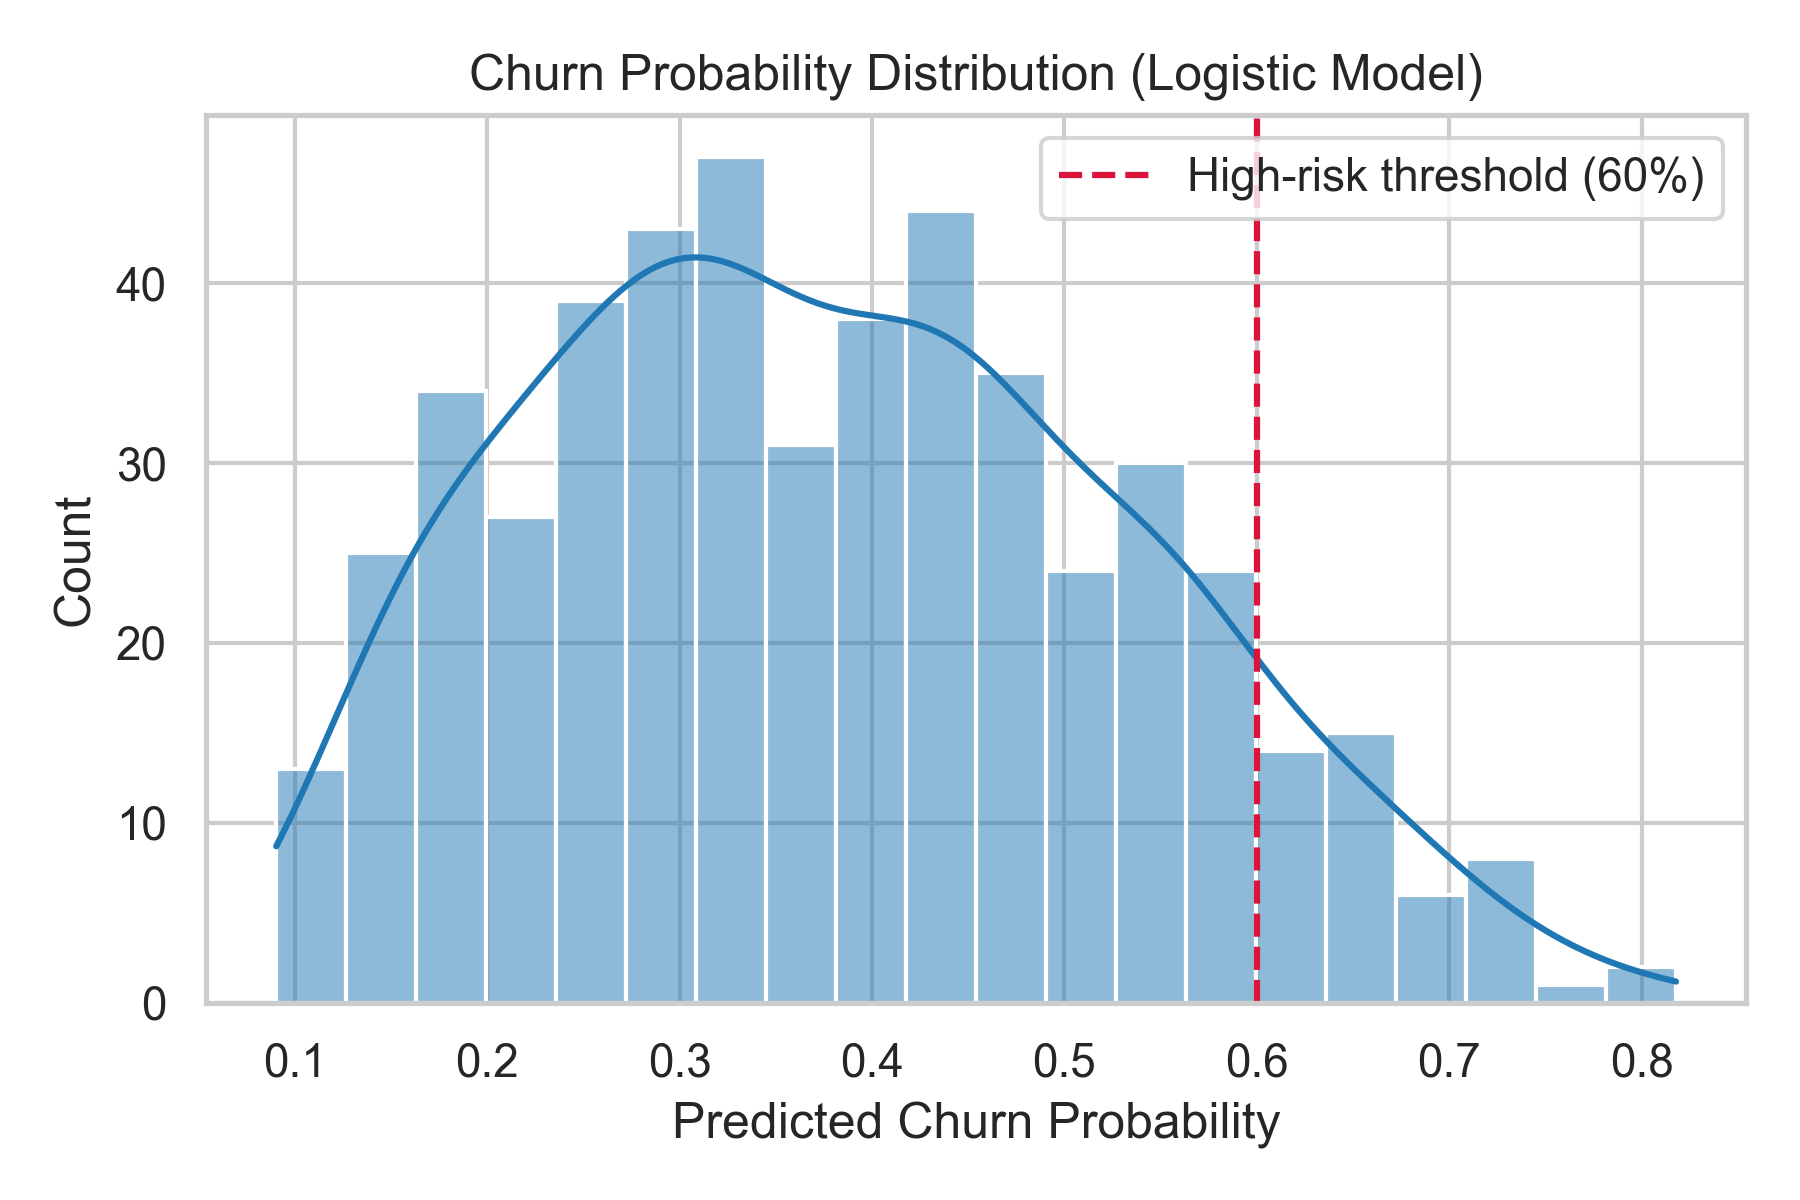 Churn Probability Distribution (Logistic Model)
High-risk threshold (60%)
Count
40
30
20
10
0
0.1 0.2 0.3 0.4 0.5 0.6 0.7 0.8
Predicted Churn Probability